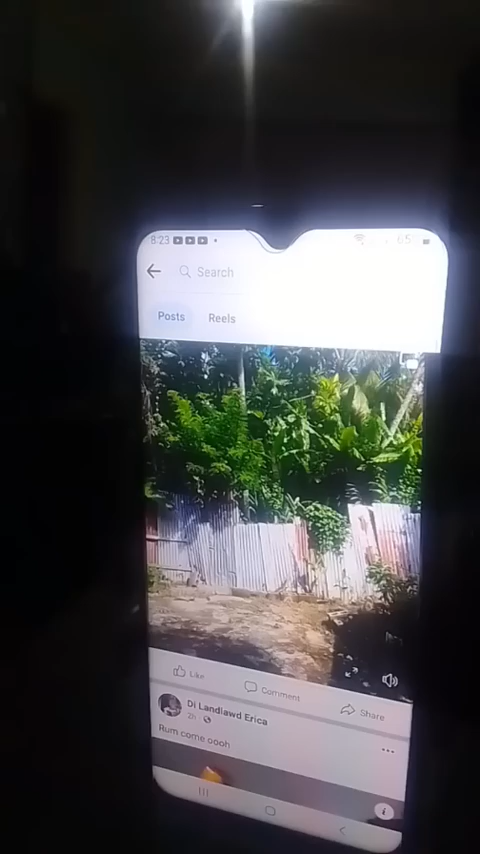 8:23
65
Search
Posts
Reels
Like
Comment
Share
Di Landlawd Erica
2h
Rum come oooh